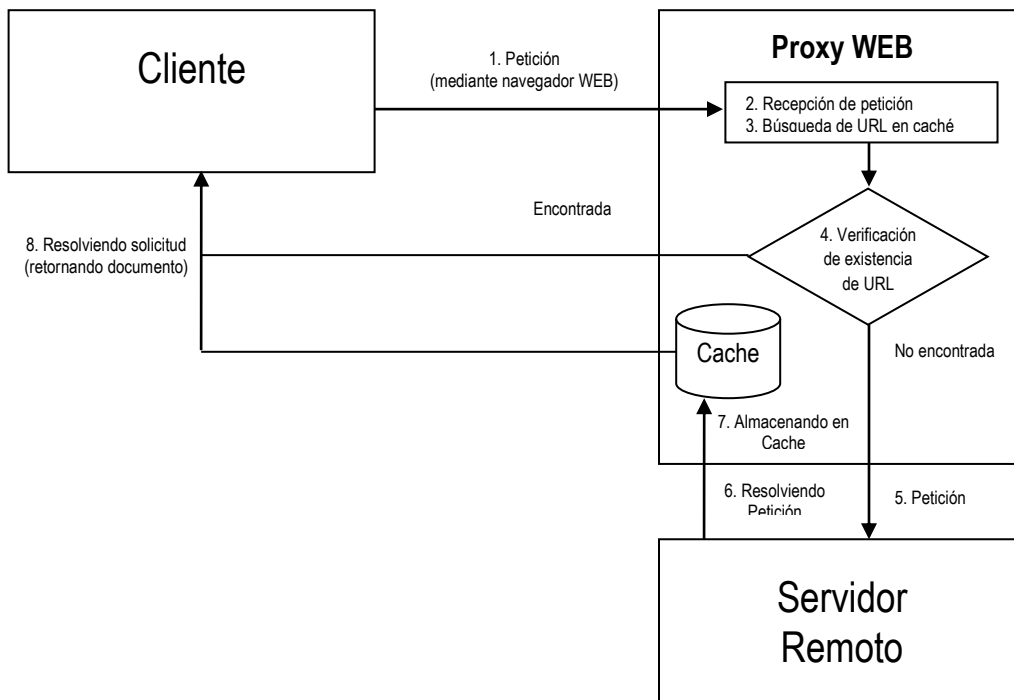 Cliente
1. Petición
(mediante navegador WEB)
Proxy WEB
2. Recepción de petición
3. Búsqueda de URL en caché
Encontrada
4. Verificación
de existencia
de URL
8. Resolviendo solicitud
(retornando documento)
Cache
No encontrada
7. Almacenando en
Cache
6. Resolviendo
Petición
5. Petición
Servidor
Remoto